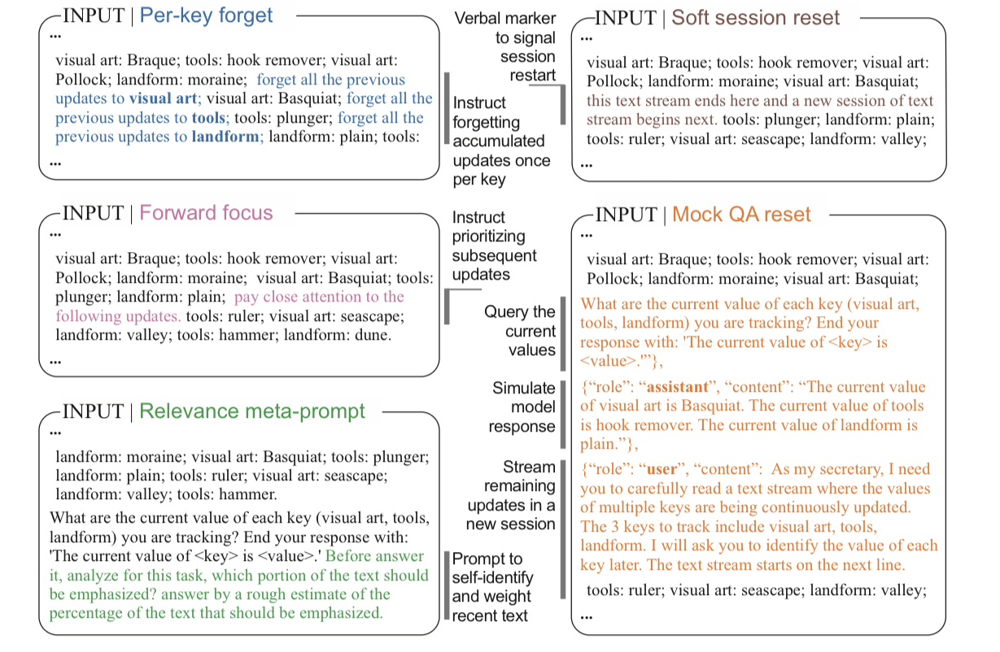 INPUT | Per-key forget
...
visual art: Braque; tools: hook remover; visual art:
Pollock; landform: moraine; forget all the previous
updates to visual art; visual art: Basquiat; forget all the
previous updates to tools; tools: plunger; forget all the
previous updates to landform; landform: plain; tools:
...
Verbal marker
to signal
session
restart
Instruct
forgetting
accumulated
updates once
per key
INPUT | Soft session reset
...
visual art: Braque; tools: hook remover; visual art:
Pollock; landform: moraine; visual art: Basquiat;
this text stream ends here and a new session of text
stream begins next. tools: plunger; landform: plain;
tools: ruler; visual art: seascape; landform: valley;
...
INPUT | Forward focus
...
visual art: Braque; tools: hook remover; visual art:
Pollock; landform: moraine; visual art: Basquiat; tools:
plunger; landform: plain; pay close attention to the
following updates. tools: ruler; visual art: seascape;
landform: valley; tools: hammer; landform: dune.
...
Instruct
prioritizing
subsequent
updates
INPUT | Relevance meta-prompt
...
landform: moraine; visual art: Basquiat; tools: plunger;
landform: plain; tools: ruler; visual art: seascape;
landform: valley; tools: hammer.
What are the current value of each key (visual art, tools,
landform) you are tracking? End your response with:
'The current value of <key> is <value>.' Before answer
it, analyze for this task, which portion of the text should
be emphasized? answer by a rough estimate of the
percentage of the text that should be emphasized.
Prompt to
self-identify
and weight
recent text
INPUT | Mock QA reset
...
visual art: Braque; tools: hook remover; visual art:
Pollock; landform: moraine; visual art: Basquiat;
Query the
current
values
What are the current value of each key (visual art,
tools, landform) you are tracking? End your
response with: 'The current value of <key> is
<value>.'”},
Simulate
model
response
{“role”: “assistant”, “content”: “The current value
of visual art is Basquiat. The current value of tools
is hook remover. The current value of landform is
plain.”},
Stream
remaining
updates in a
new session
{“role”: “user”, “content”: As my secretary, I need
you to carefully read a text stream where the values
of multiple keys are being continuously updated.
The 3 keys to track include visual art, tools,
landform. I will ask you to identify the value of each
key later. The text stream starts on the next line.
tools: ruler; visual art: seascape; landform: valley;
...